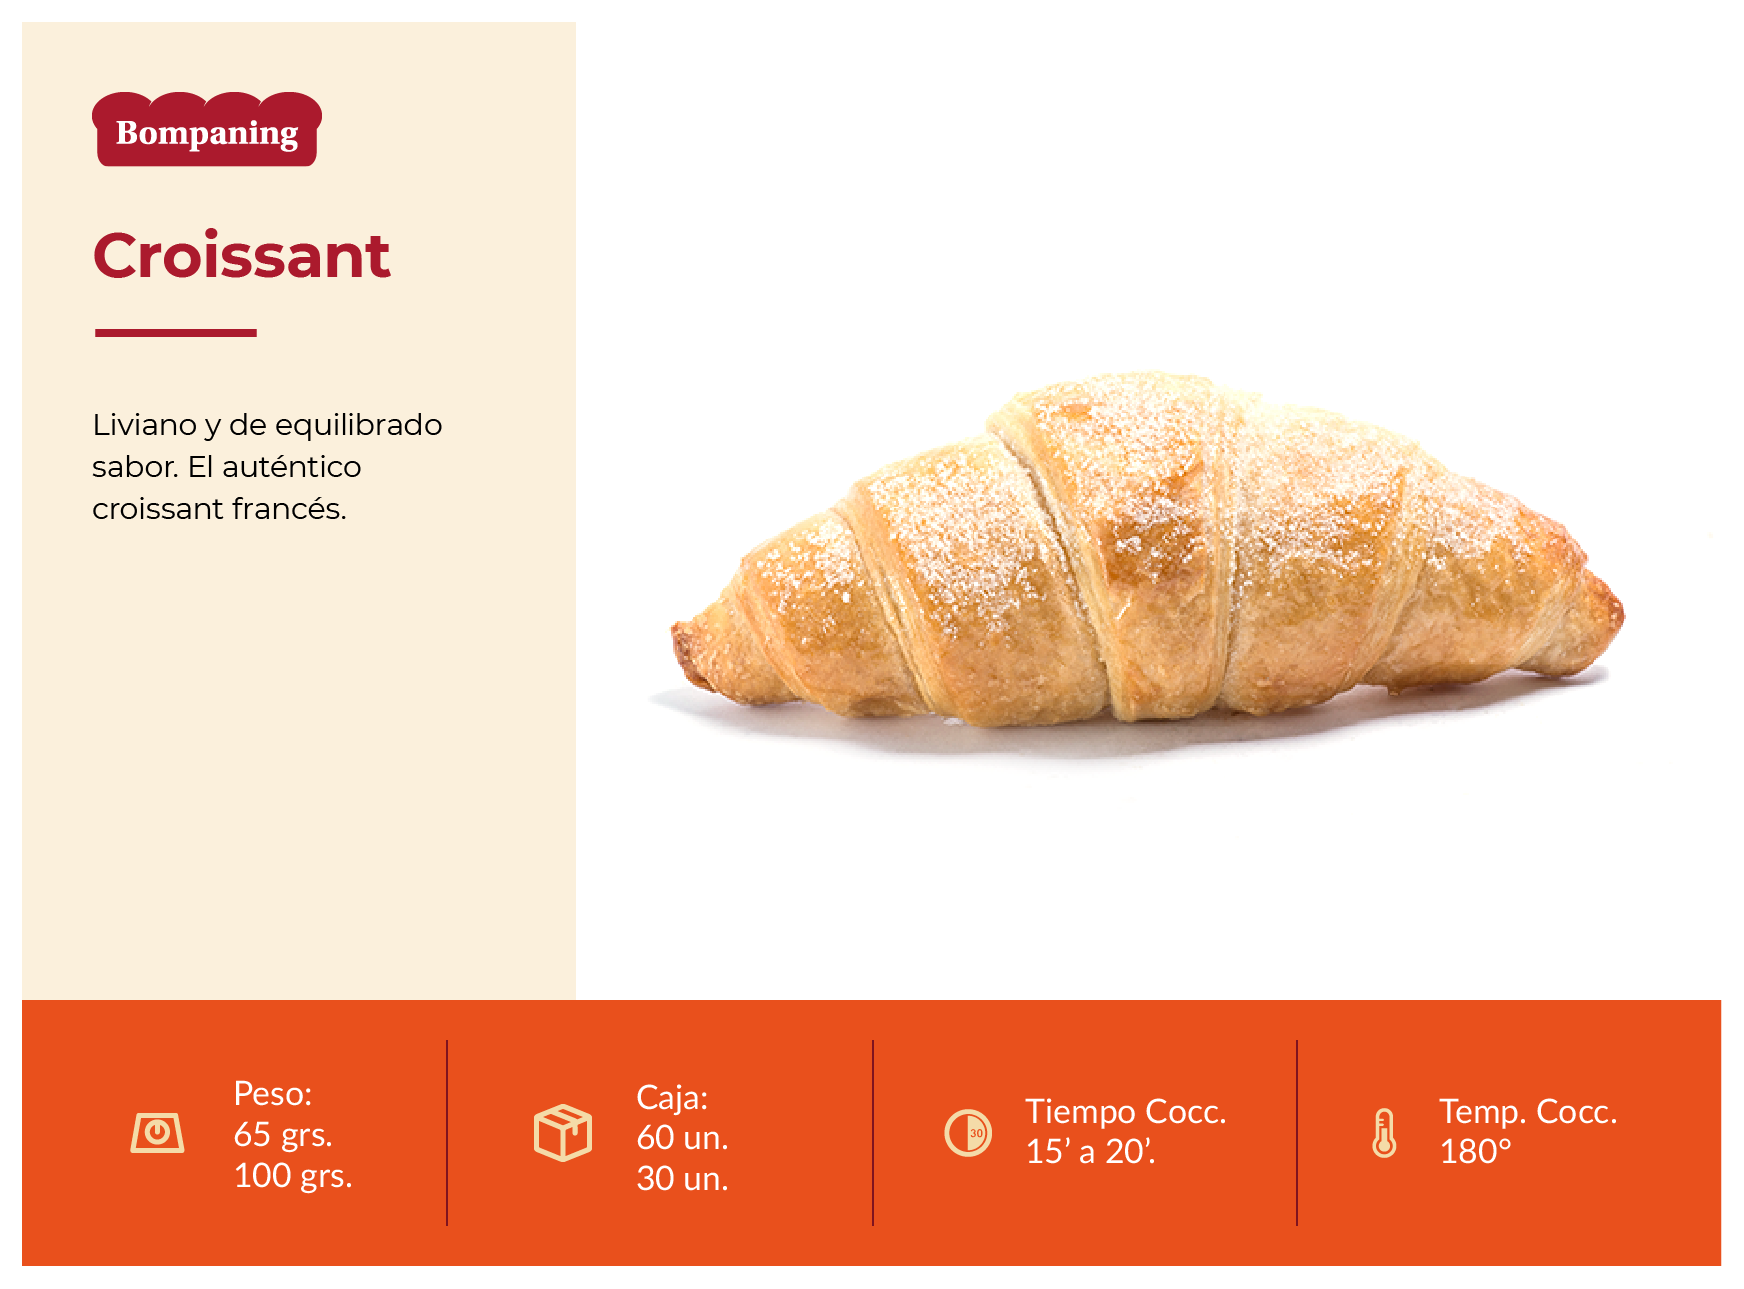 Bompaning
Croissant
Liviano y de equilibrado
sabor. El auténtico
croissant francés.
Peso:
65 grs.
100 grs.
Caja:
60 un.
30 un.
30
Tiempo Cocc.
15’ a 20’.
Temp. Cocc.
180°